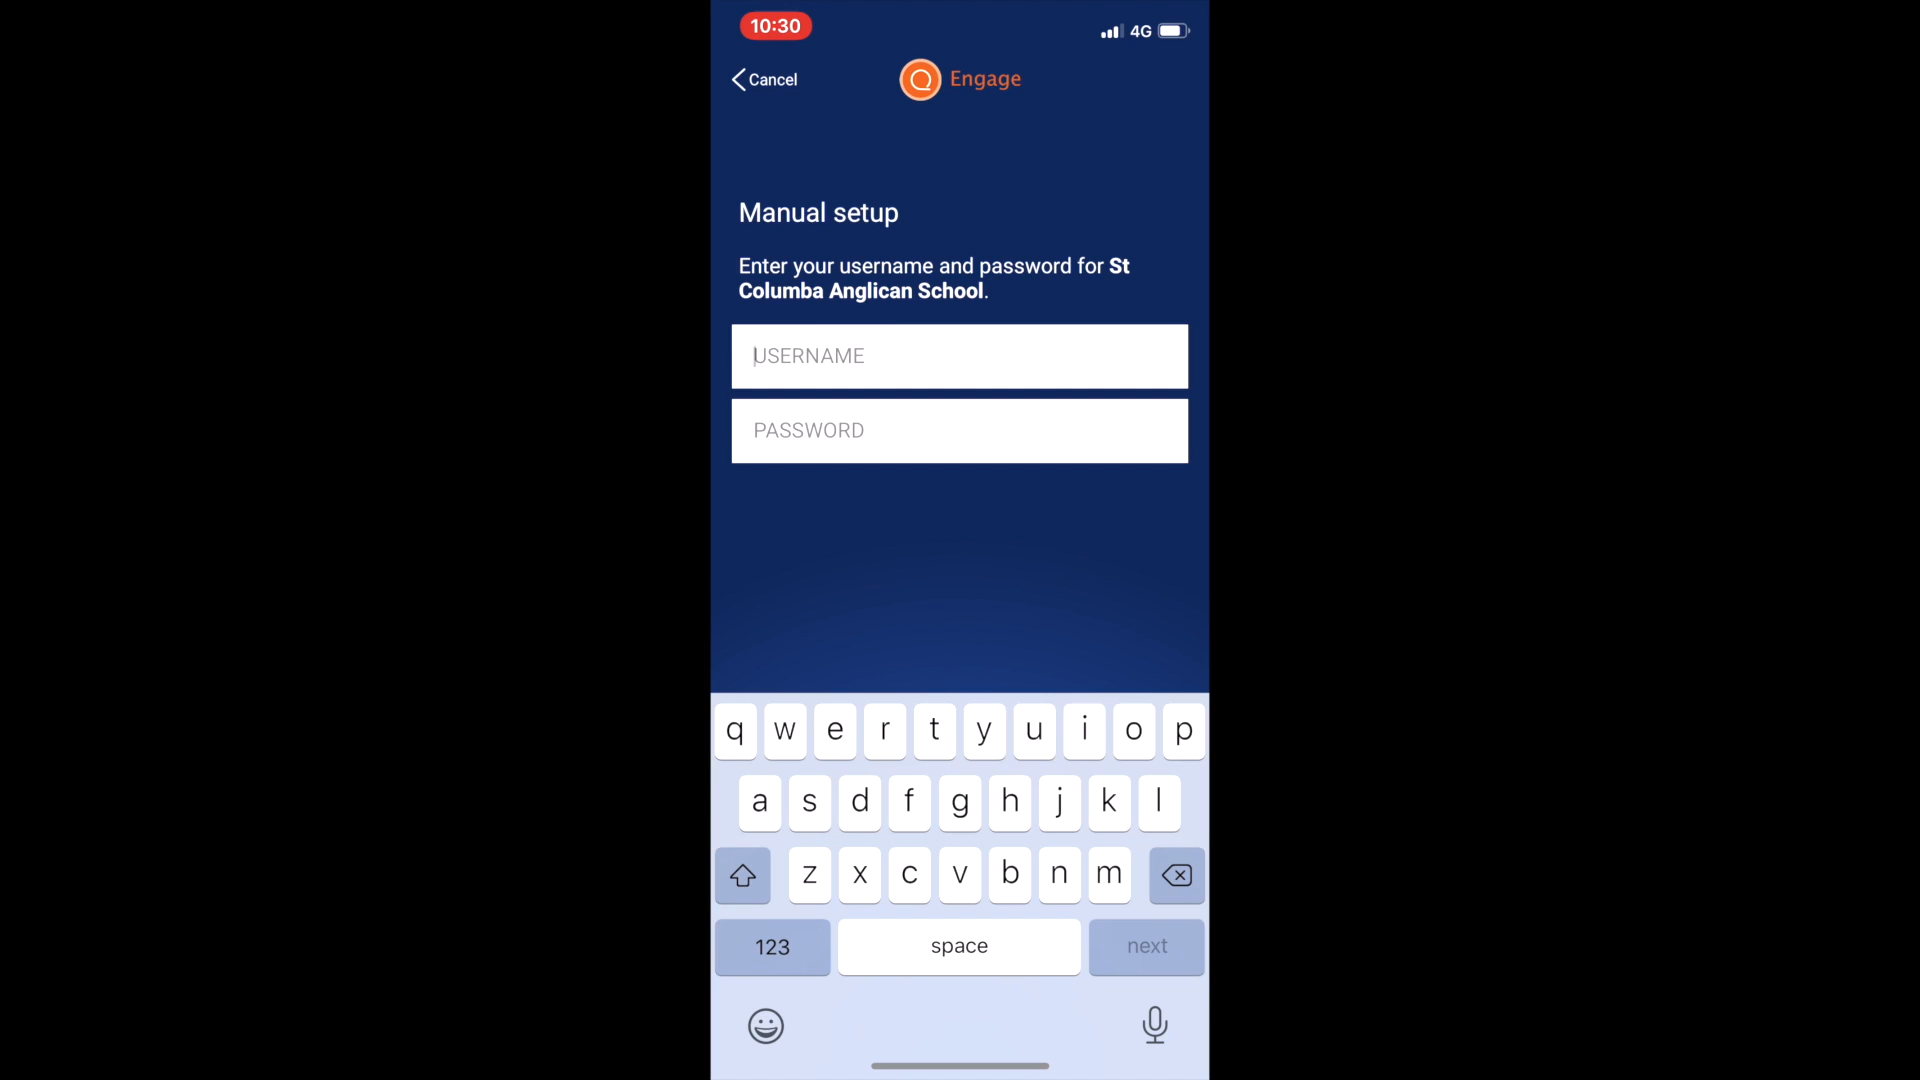 10:30
4G
Cancel
Engage
Manual setup
Enter your username and password for St
Columba Anglican School.
USERNAME
PASSWORD
q w e r t y u i o p
a s d f g h j k l
z x c v b n m
123 space next